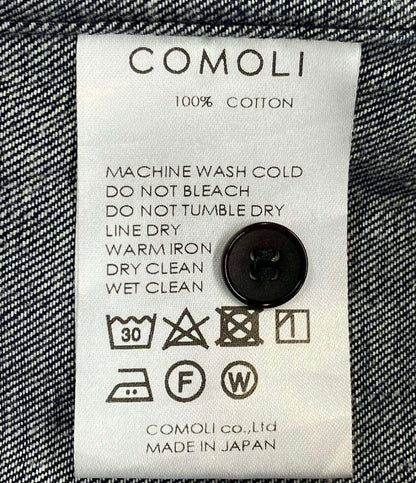 COMOLI
100% COTTON
MACHINE WASH COLD
DO NOT BLEACH
DO NOT TUMBLE DRY
LINE DRY
WARM IRON
DRY CLEAN
WET CLEAN
30
F W
COMOLI co.,Ltd
MADE IN JAPAN